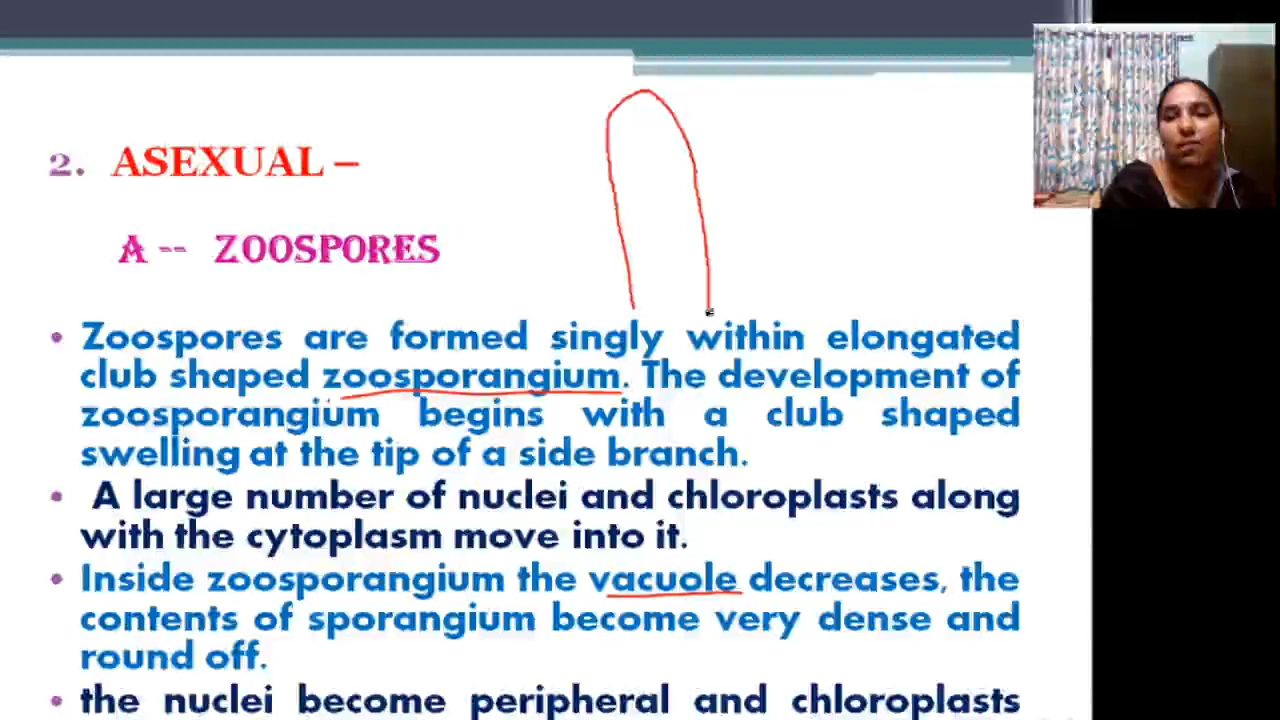 2. ASEXUAL –
A -- ZOOSPORES
• Zoospores are formed singly within elongated
club shaped zoosporangium. The development of
zoosporangium begins with a club shaped
swelling at the tip of a side branch.
• A large number of nuclei and chloroplasts along
with the cytoplasm move into it.
• Inside zoosporangium the vacuole decreases, the
contents of sporangium become very dense and
round off.
• the nuclei become peripheral and chloroplasts